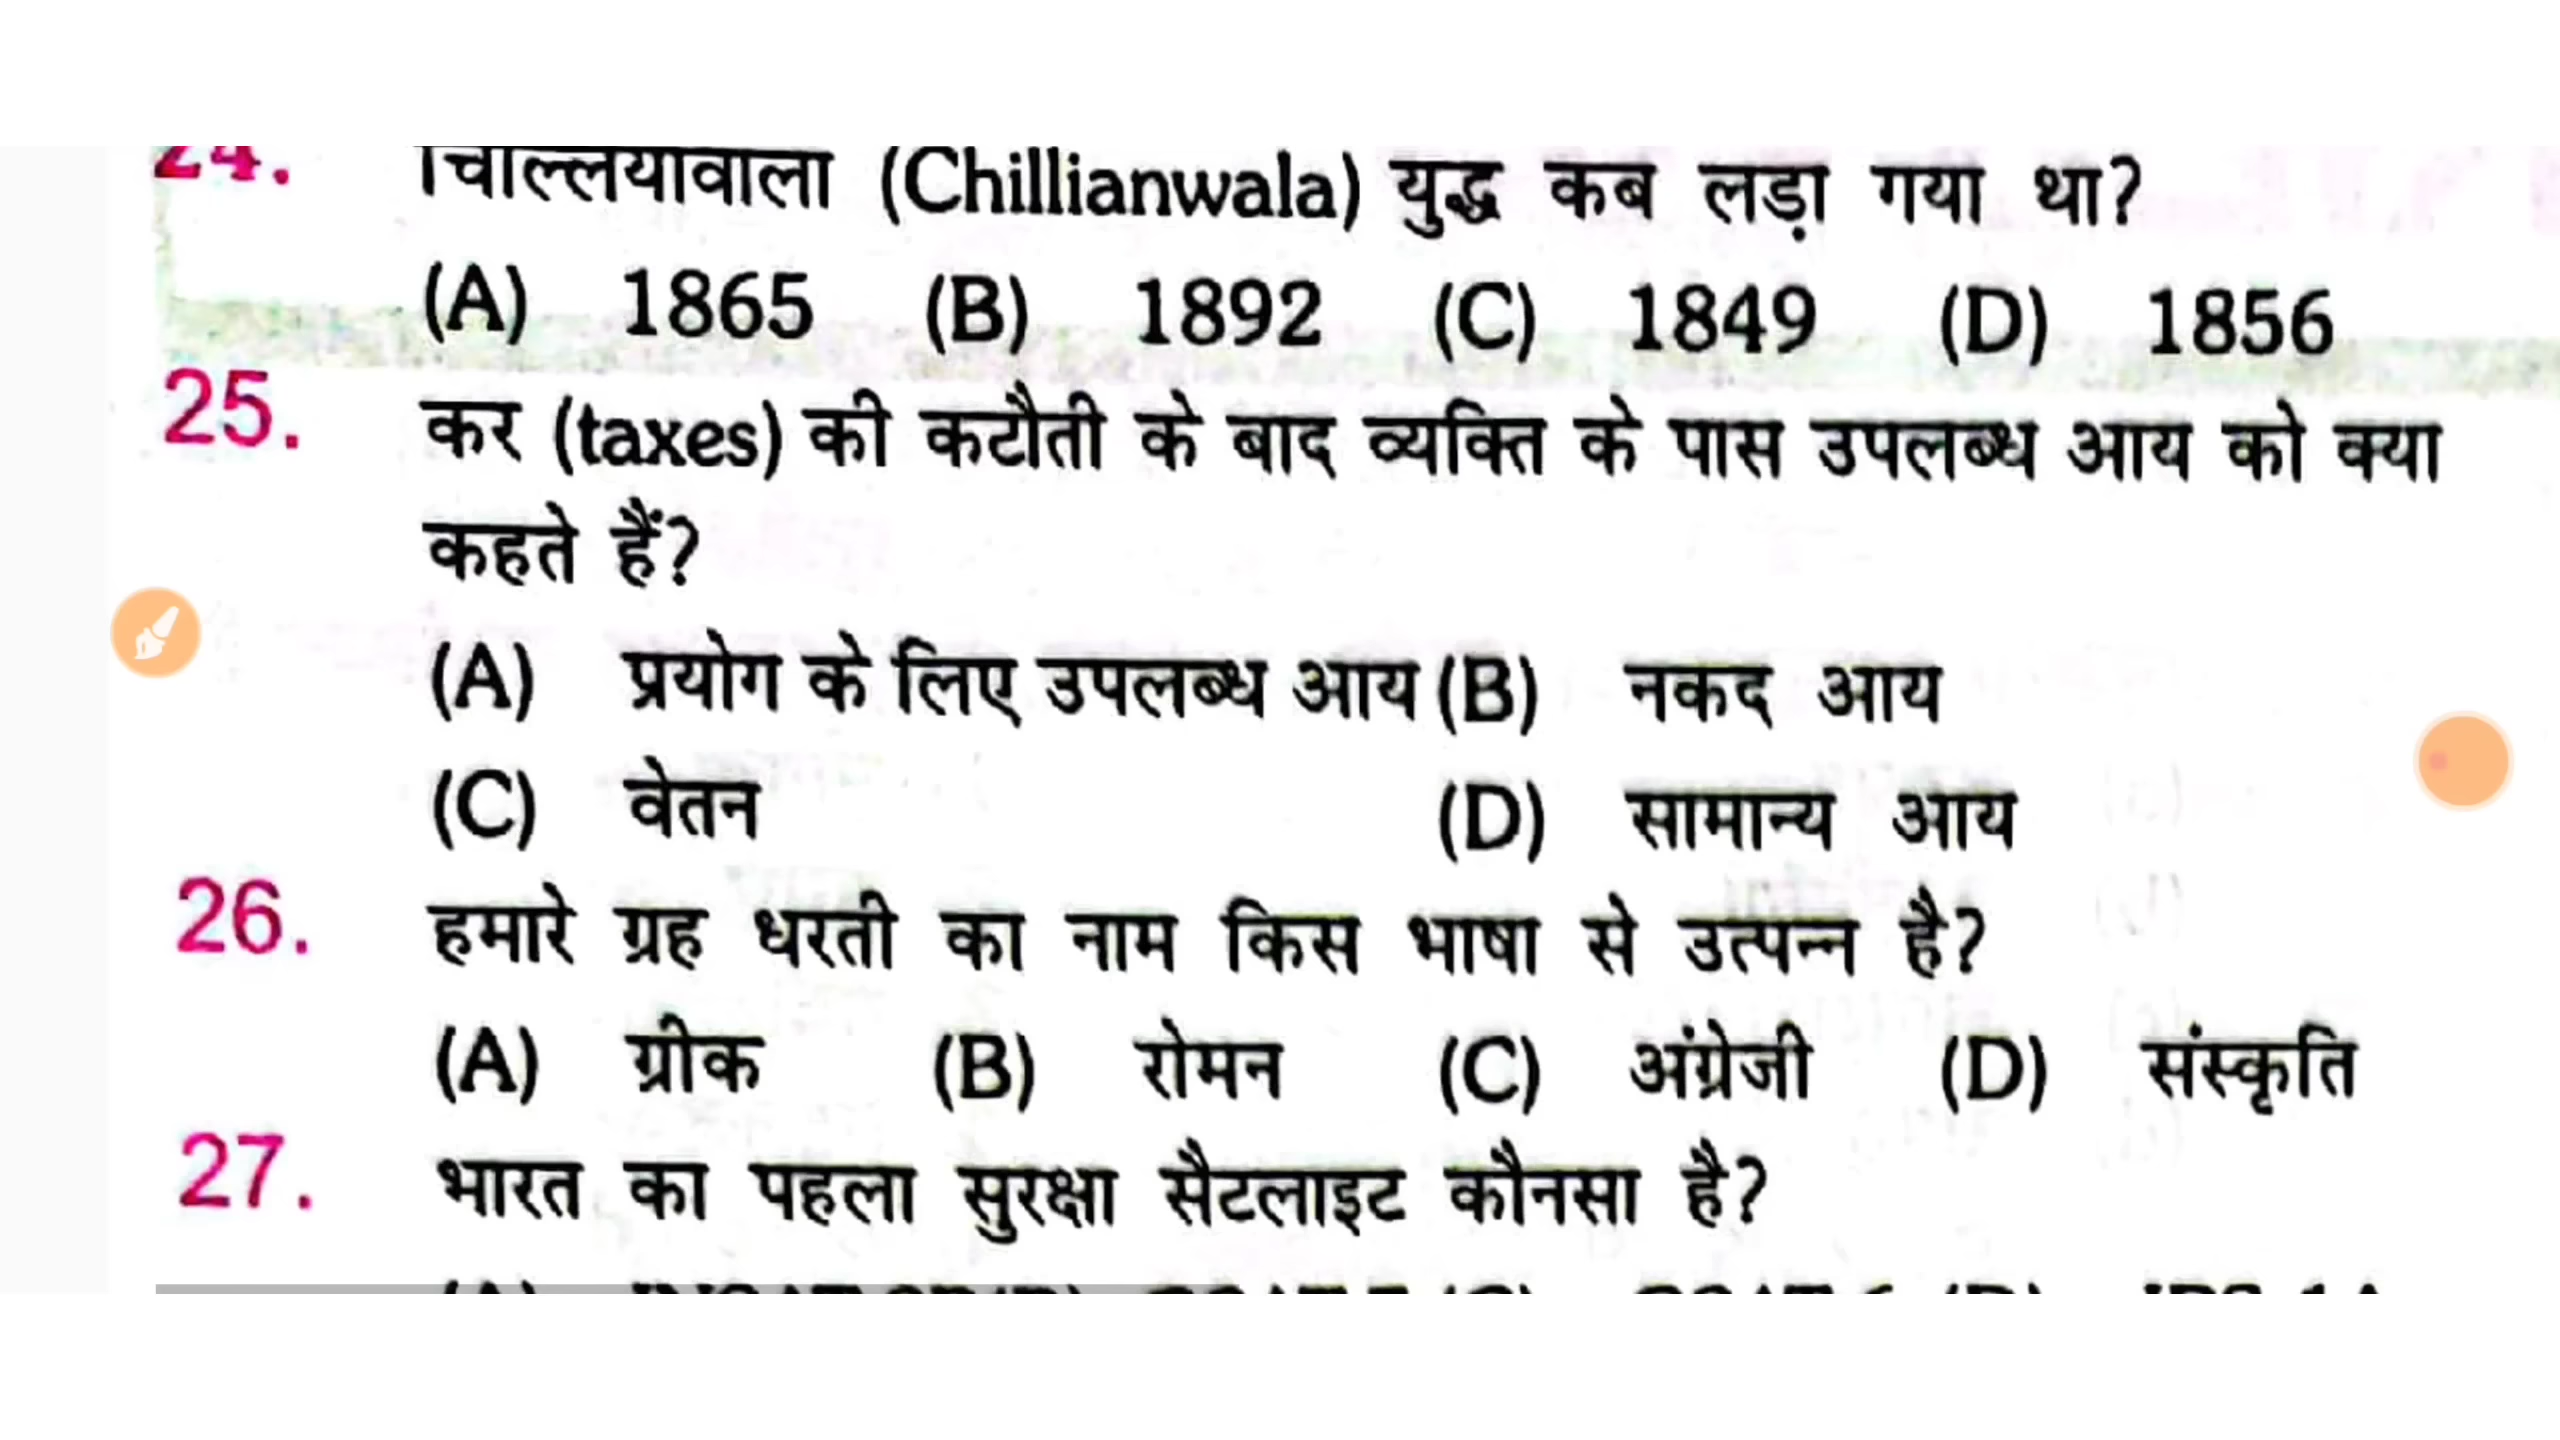 24. चिल्लियांवाला (Chillianwala) युद्ध कब लड़ा गया था?
(A) 1865 (B) 1892 (C) 1849 (D) 1856
25. कर (taxes) की कटौती के बाद व्यक्ति के पास उपलब्ध आय को क्या
कहते हैं?
(A) प्रयोग के लिए उपलब्ध आय (B) नकद आय
(C) वेतन (D) सामान्य आय
26. हमारे ग्रह धरती का नाम किस भाषा से उत्पन्न है?
(A) ग्रीक (B) रोमन (C) अंग्रेजी (D) संस्कृति
27. भारत का पहला सुरक्षा सैटलाइट कौनसा है?